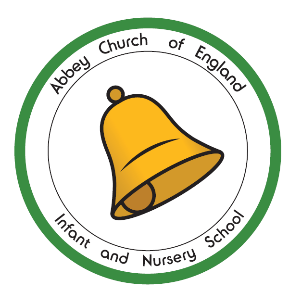 Abbey Church of England
Infant and Nursery School